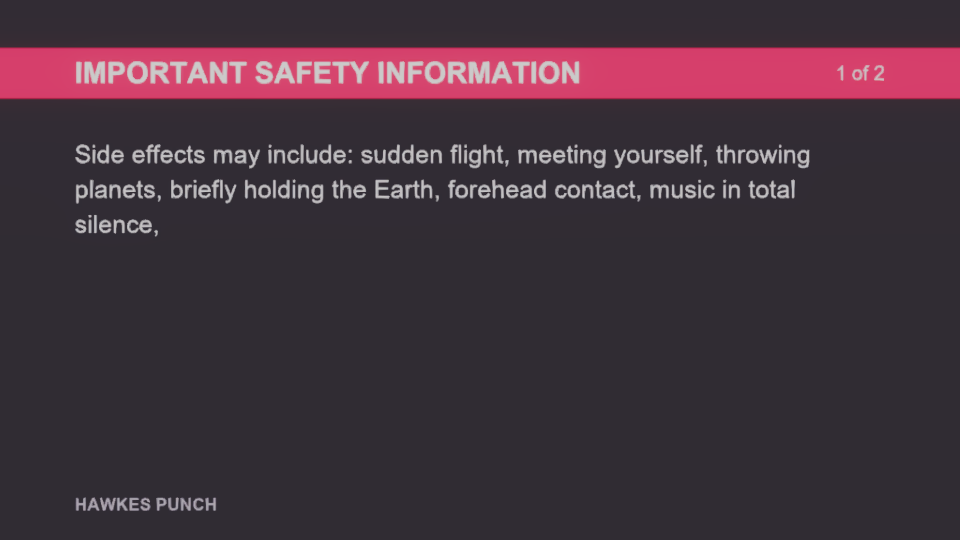 IMPORTANT SAFETY INFORMATION
1 of 2
Side effects may include: sudden flight, meeting yourself, throwing
planets, briefly holding the Earth, forehead contact, music in total
silence,
HAWKES PUNCH